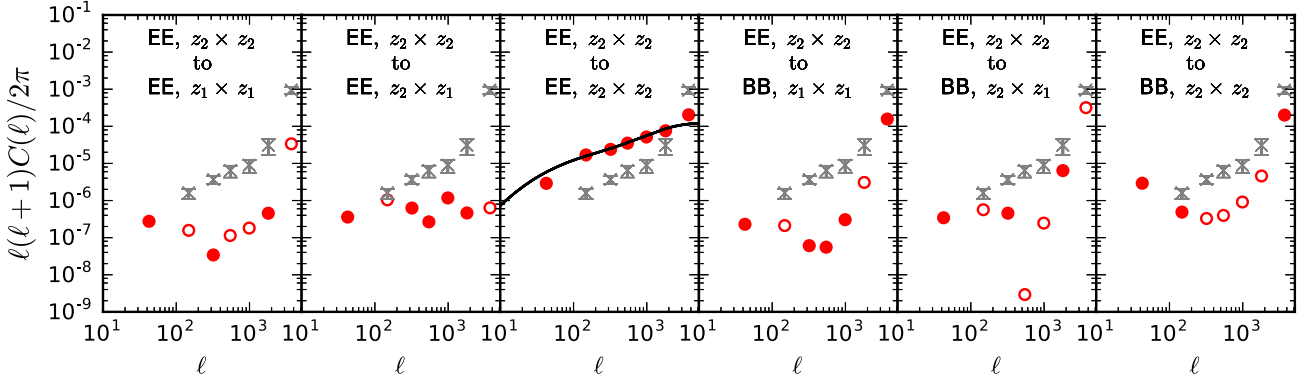 ℓ(ℓ + 1)C(ℓ)/2π
10⁻¹
10⁻²
10⁻³
10⁻⁴
10⁻⁵
10⁻⁶
10⁻⁷
10⁻⁸
10⁻⁹
EE, z₂ × z₂
to
EE, z₁ × z₁
EE, z₂ × z₂
to
EE, z₂ × z₁
EE, z₂ × z₂
to
EE, z₂ × z₂
EE, z₂ × z₂
to
BB, z₁ × z₁
EE, z₂ × z₂
to
BB, z₂ × z₁
EE, z₂ × z₂
to
BB, z₂ × z₂
10¹ 10² 10³ 10¹ 10² 10³ 10¹ 10² 10³ 10¹ 10² 10³ 10¹ 10² 10³ 10¹ 10² 10³
ℓ ℓ ℓ ℓ ℓ ℓ